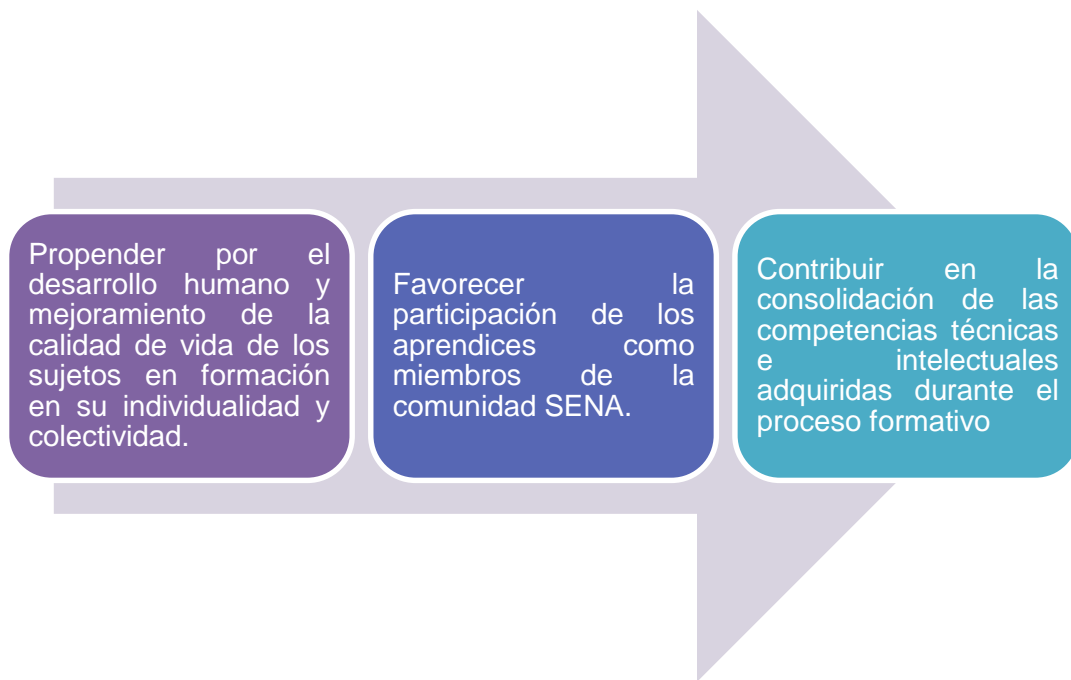 Propender por el
desarrollo humano y
mejoramiento de la
calidad de vida de los
sujetos en formación
en su individualidad y
colectividad.
Favorecer la
participación de los
aprendices como
miembros de la
comunidad SENA.
Contribuir en la
consolidación de las
competencias técnicas
e intelectuales
adquiridas durante el
proceso formativo